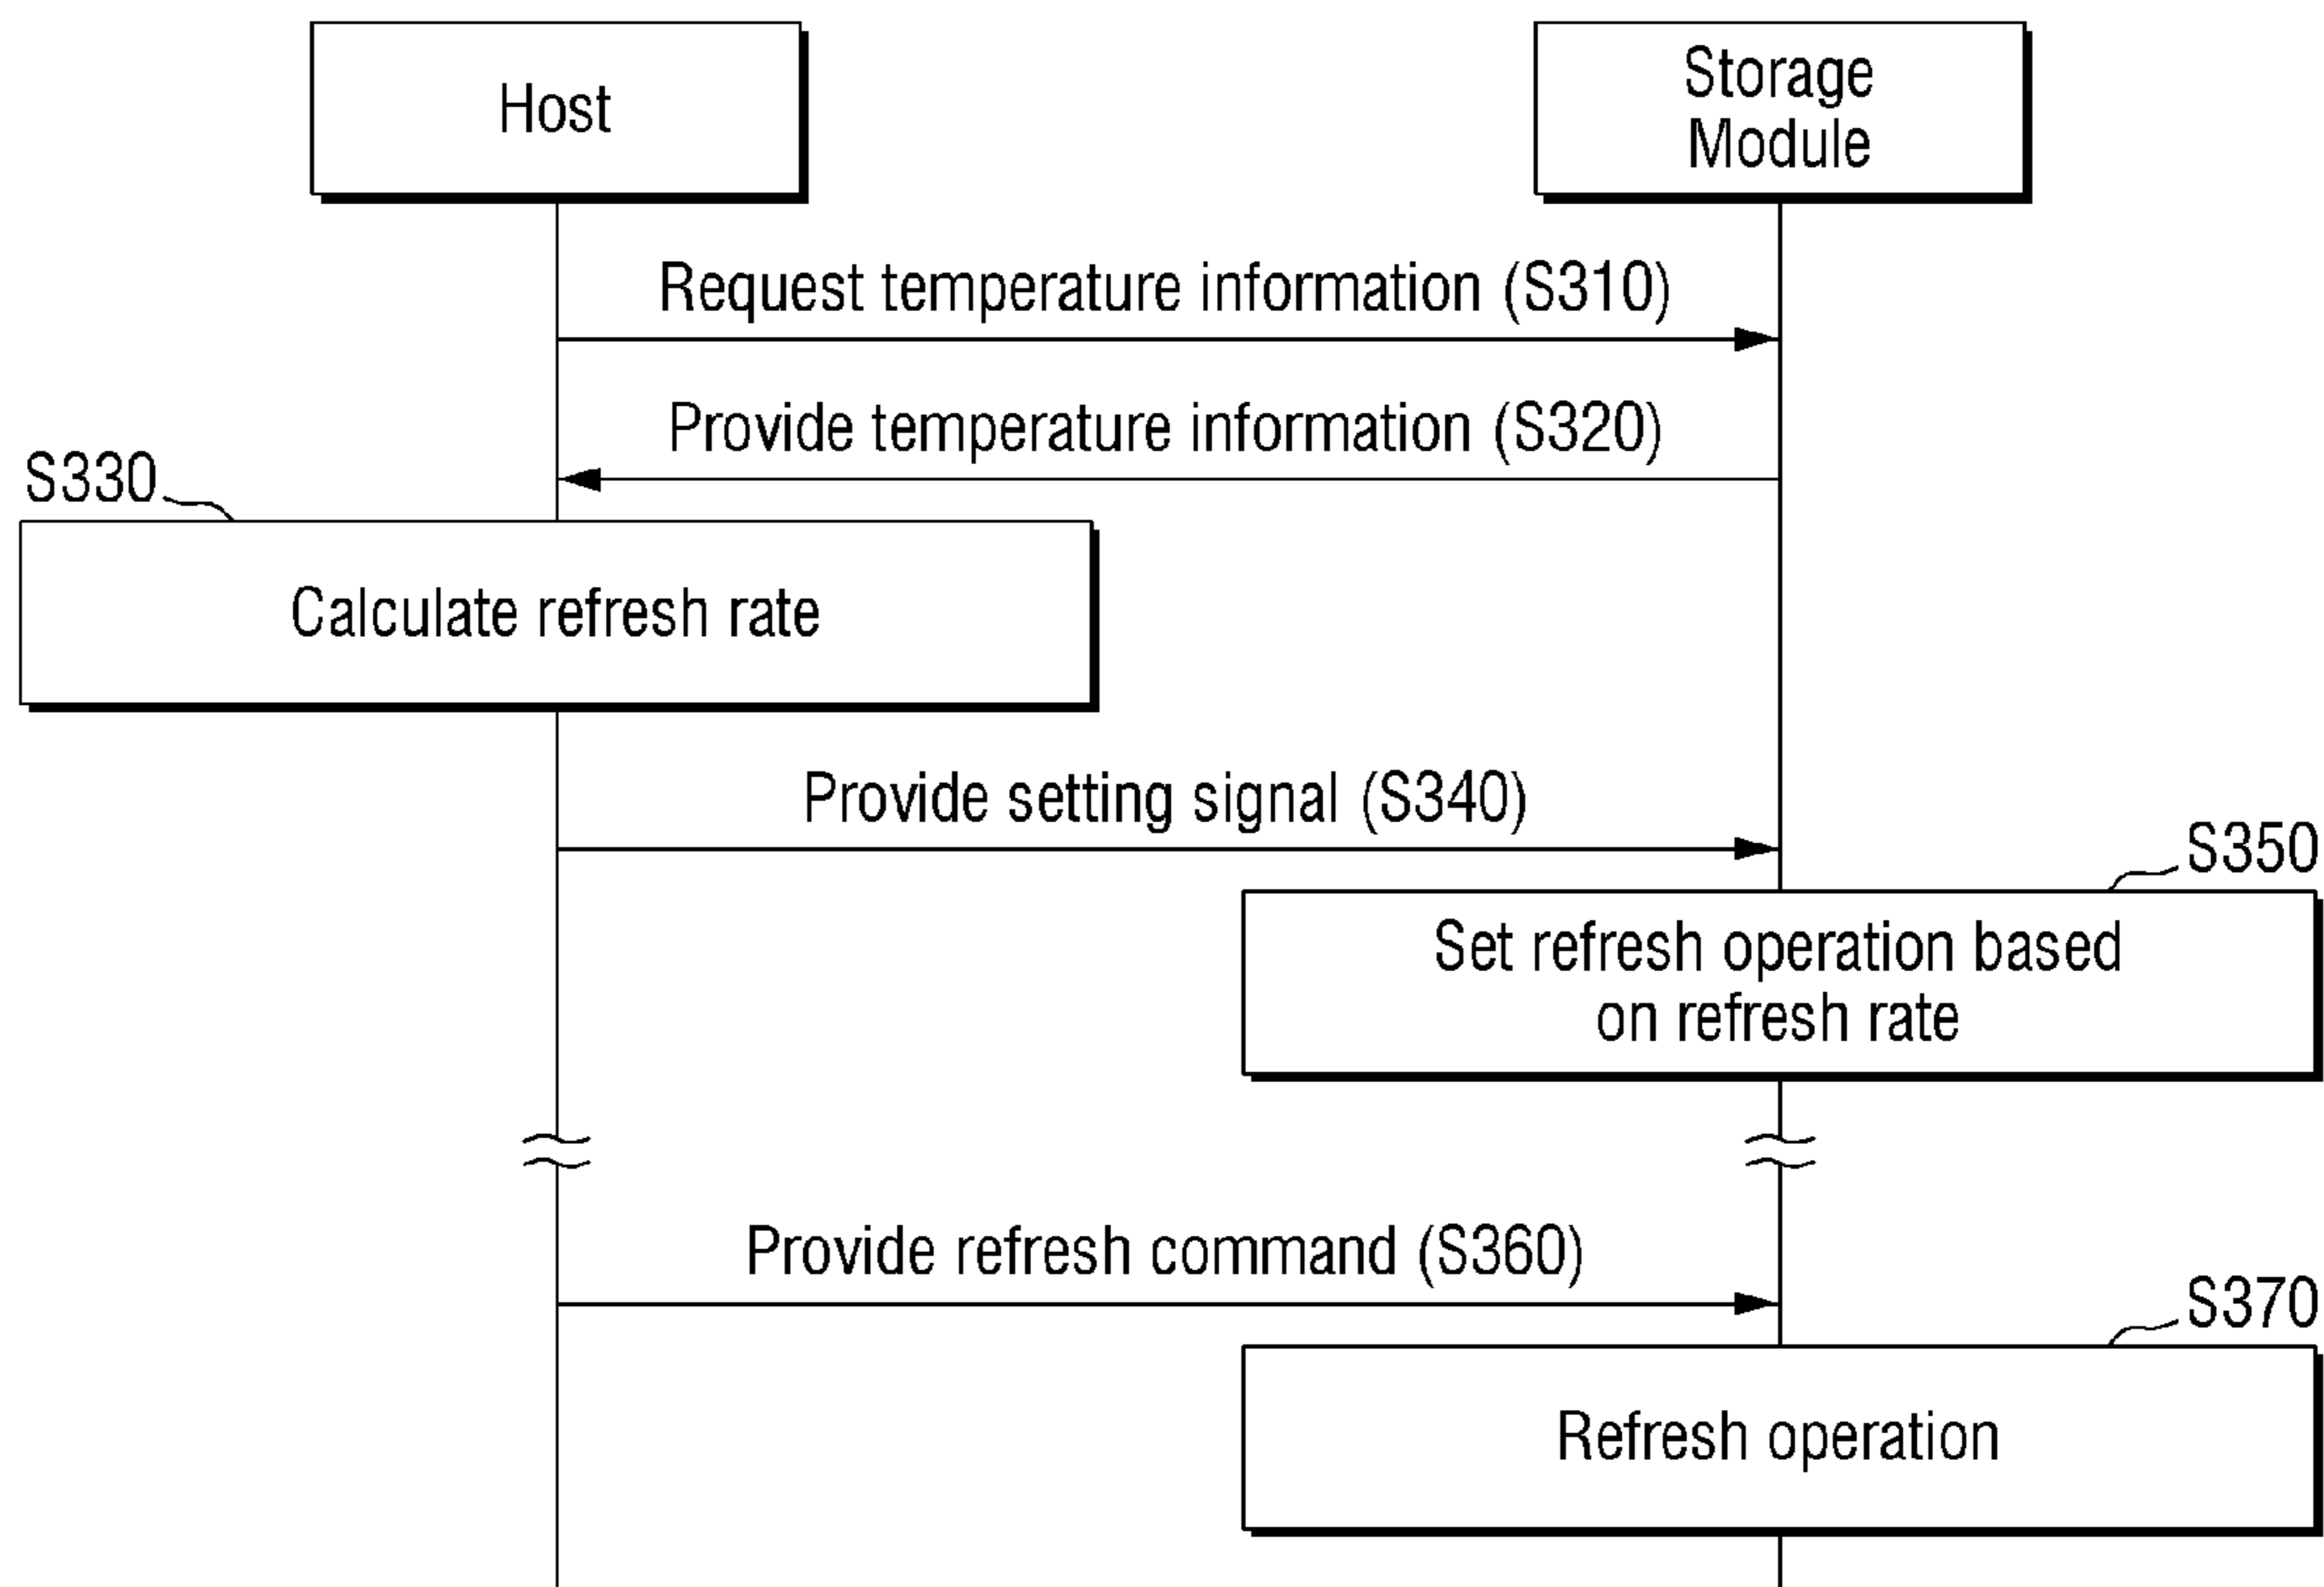 Host
Storage
Module
Request temperature information (S310)
Provide temperature information (S320)
S330
Calculate refresh rate
Provide setting signal (S340)
S350
Set refresh operation based
on refresh rate
Provide refresh command (S360)
S370
Refresh operation